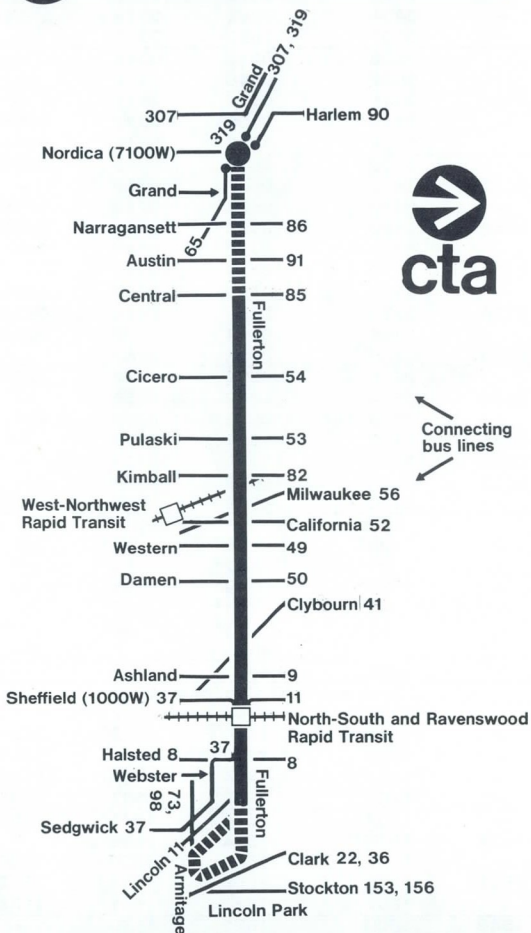 307, 319
Grand
307
319
Harlem 90
Nordica (7100W)
Grand
65
Narragansett
86
Austin
91
Central
85
cta
Fullerton
Cicero
54
Connecting
bus lines
Pulaski
53
Kimball
82
Milwaukee 56
West-Northwest
Rapid Transit
California 52
Western
49
Damen
50
Clybourn 41
Ashland
9
Sheffield (1000W) 37
11
North-South and Ravenswood
Rapid Transit
Halsted 8
37
8
Webster
73,
98
Fullerton
Sedgwick 37
Lincoln 11
Armitage
Clark 22, 36
Stockton 153, 156
Lincoln Park